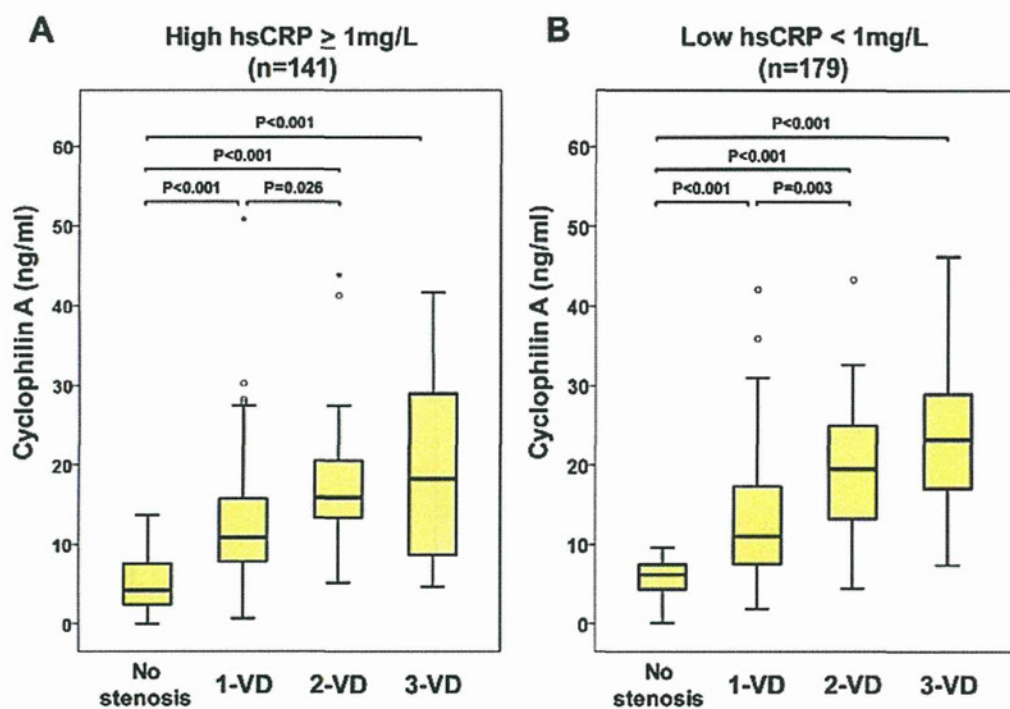 A
High hsCRP ≥ 1mg/L
(n=141)
Cyclophilin A (ng/ml)
60
50
40
30
20
10
0
P<0.001
P<0.001
P<0.001 P=0.026
No stenosis 1-VD 2-VD 3-VD
B
Low hsCRP < 1mg/L
(n=179)
Cyclophilin A (ng/ml)
60
50
40
30
20
10
0
P<0.001
P<0.001
P<0.001 P=0.003
No stenosis 1-VD 2-VD 3-VD